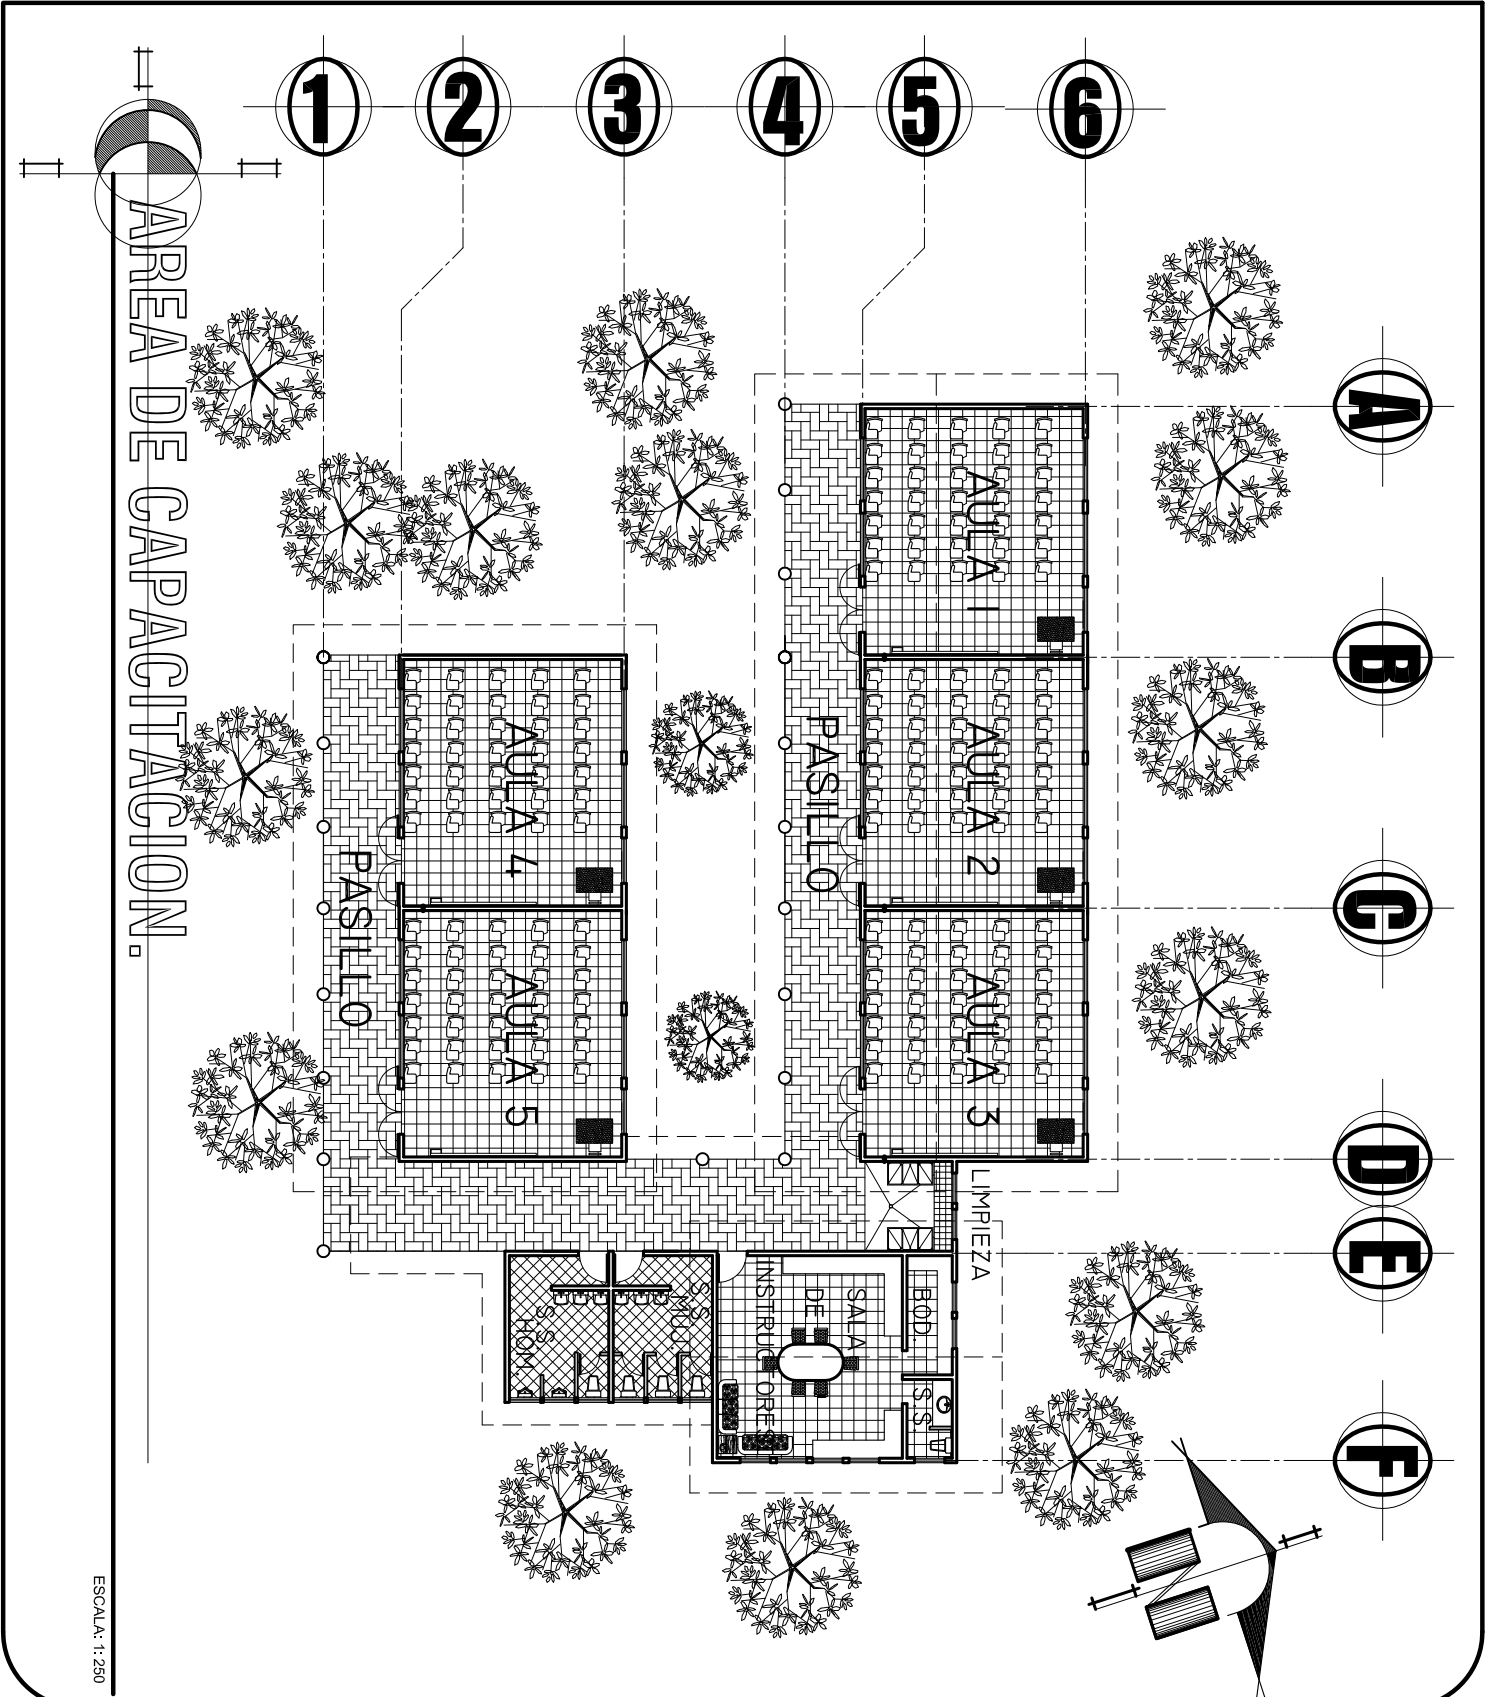 1
2
3
4
5
6
A
B
C
D
E
F
AULA 1
AULA 2
AULA 3
PASILLO
AULA 4
AULA 5
PASILLO
LIMPIEZA
BOD.
S.S.
SALA
DE
INSTRUCTORES
S.S.
MUJ
S.S
HOM
AREA DE CAPACITACION.
ESCALA: 1: 250